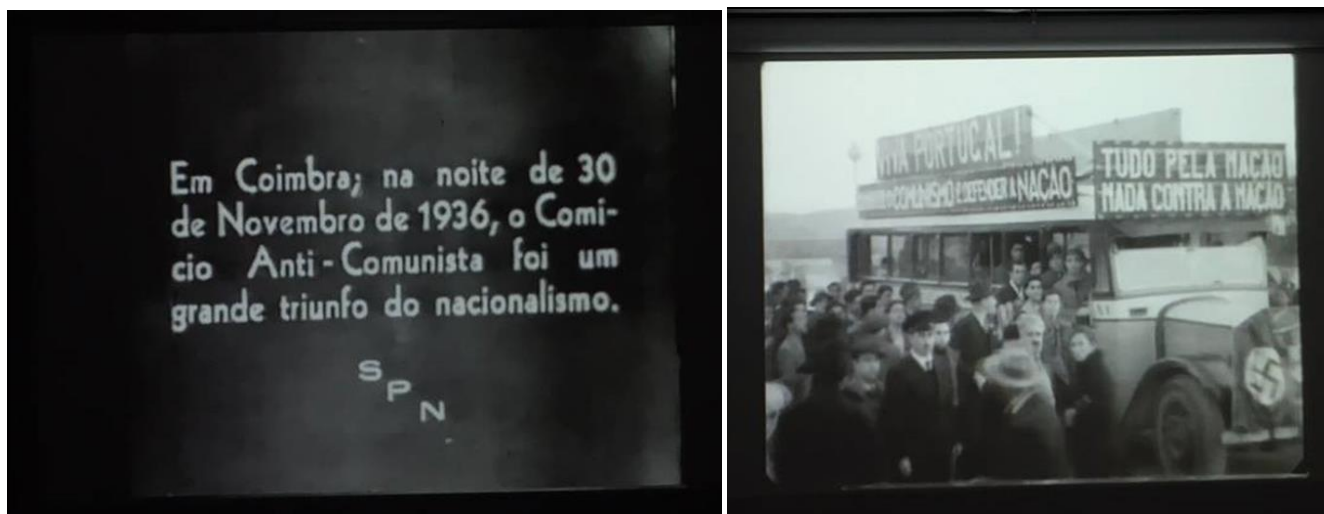 Em Coimbra; na noite de 30
de Novembro de 1936, o Comi-
cio Anti-Comunista foi um
grande triunfo do nacionalismo.
S
P
N
VIVA PORTUGAL!
COMUNISMO E DEFENDER A NAÇÃO
TUDO PELA NAÇÃO
NADA CONTRA A NAÇÃO